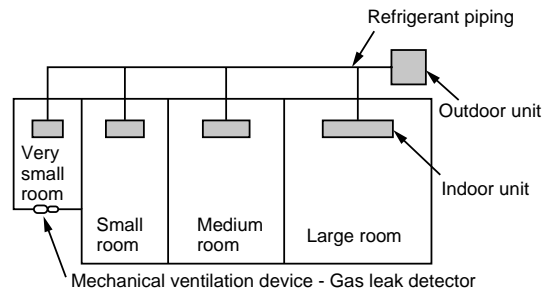 Refrigerant piping
Outdoor unit
Very
small
room
Indoor unit
Small
room
Medium
room
Large room
Mechanical ventilation device - Gas leak detector